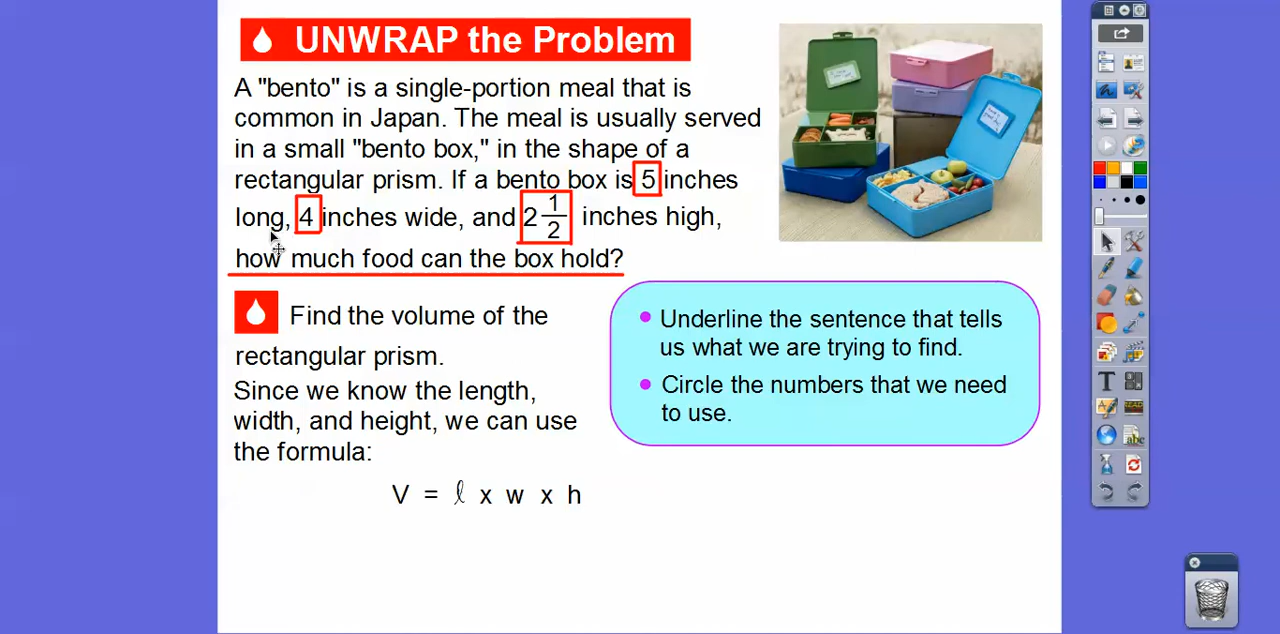 UNWRAP the Problem
A "bento" is a single-portion meal that is
common in Japan. The meal is usually served
in a small "bento box," in the shape of a
rectangular prism. If a bento box is 5 inches
long, 4 inches wide, and 2 1/2 inches high,
how much food can the box hold?
Find the volume of the
rectangular prism.
Since we know the length,
width, and height, we can use
the formula:
V = ℓ x w x h
• Underline the sentence that tells
us what we are trying to find.
• Circle the numbers that we need
to use.